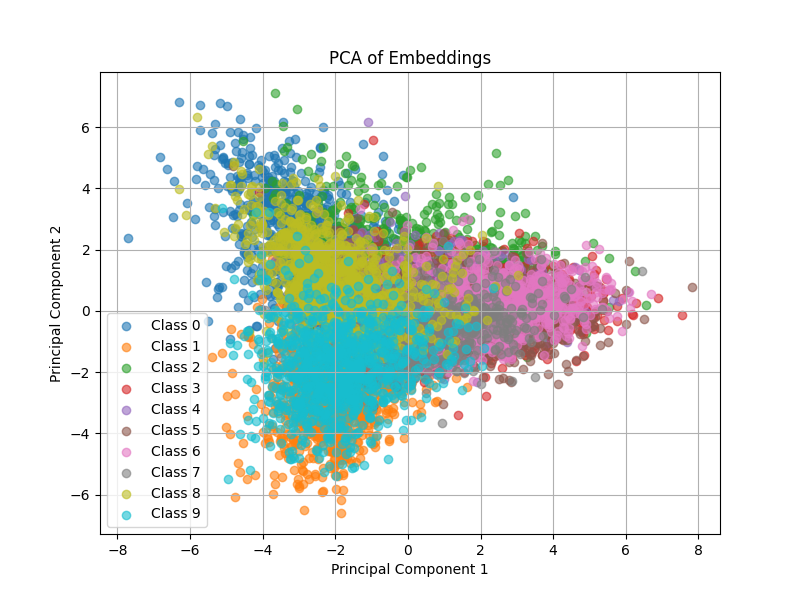 PCA of Embeddings
Principal Component 2
6
4
2
0
−2
−4
−6
Class 0
Class 1
Class 2
Class 3
Class 4
Class 5
Class 6
Class 7
Class 8
Class 9
−8 −6 −4 −2 0 2 4 6 8
Principal Component 1